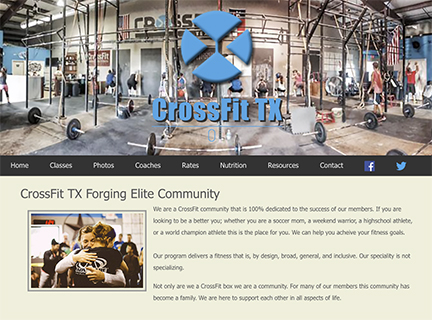 CROSSFIT
CrossFit
CrossFit TX
Home Classes Photos Coaches Rates Nutrition Resources Contact
CrossFit TX Forging Elite Community
We are a CrossFit community that is 100% dedicated to the success of our members. If you are
looking to be a better you; whether you are a soccer mom, a weekend warrior, a highschool athlete,
or a world champion athlete this is the place for you. We can help you acheive your fitness goals.
Our program delivers a fitness that is, by design, broad, general, and inclusive. Our speciality is not
specializing.
Not only are we a CrossFit box we are a community. For many of our members this community has
become a family. We are here to support each other in all aspects of life.